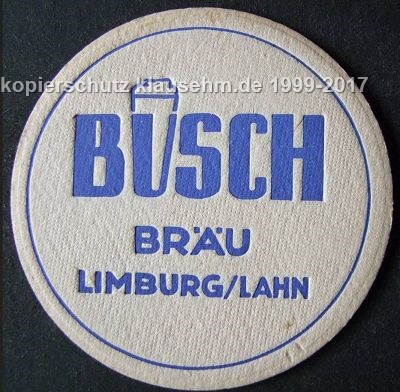 kopierschutz klausehm.de 1999-2017
BUSCH
BRÄU
LIMBURG/LAHN